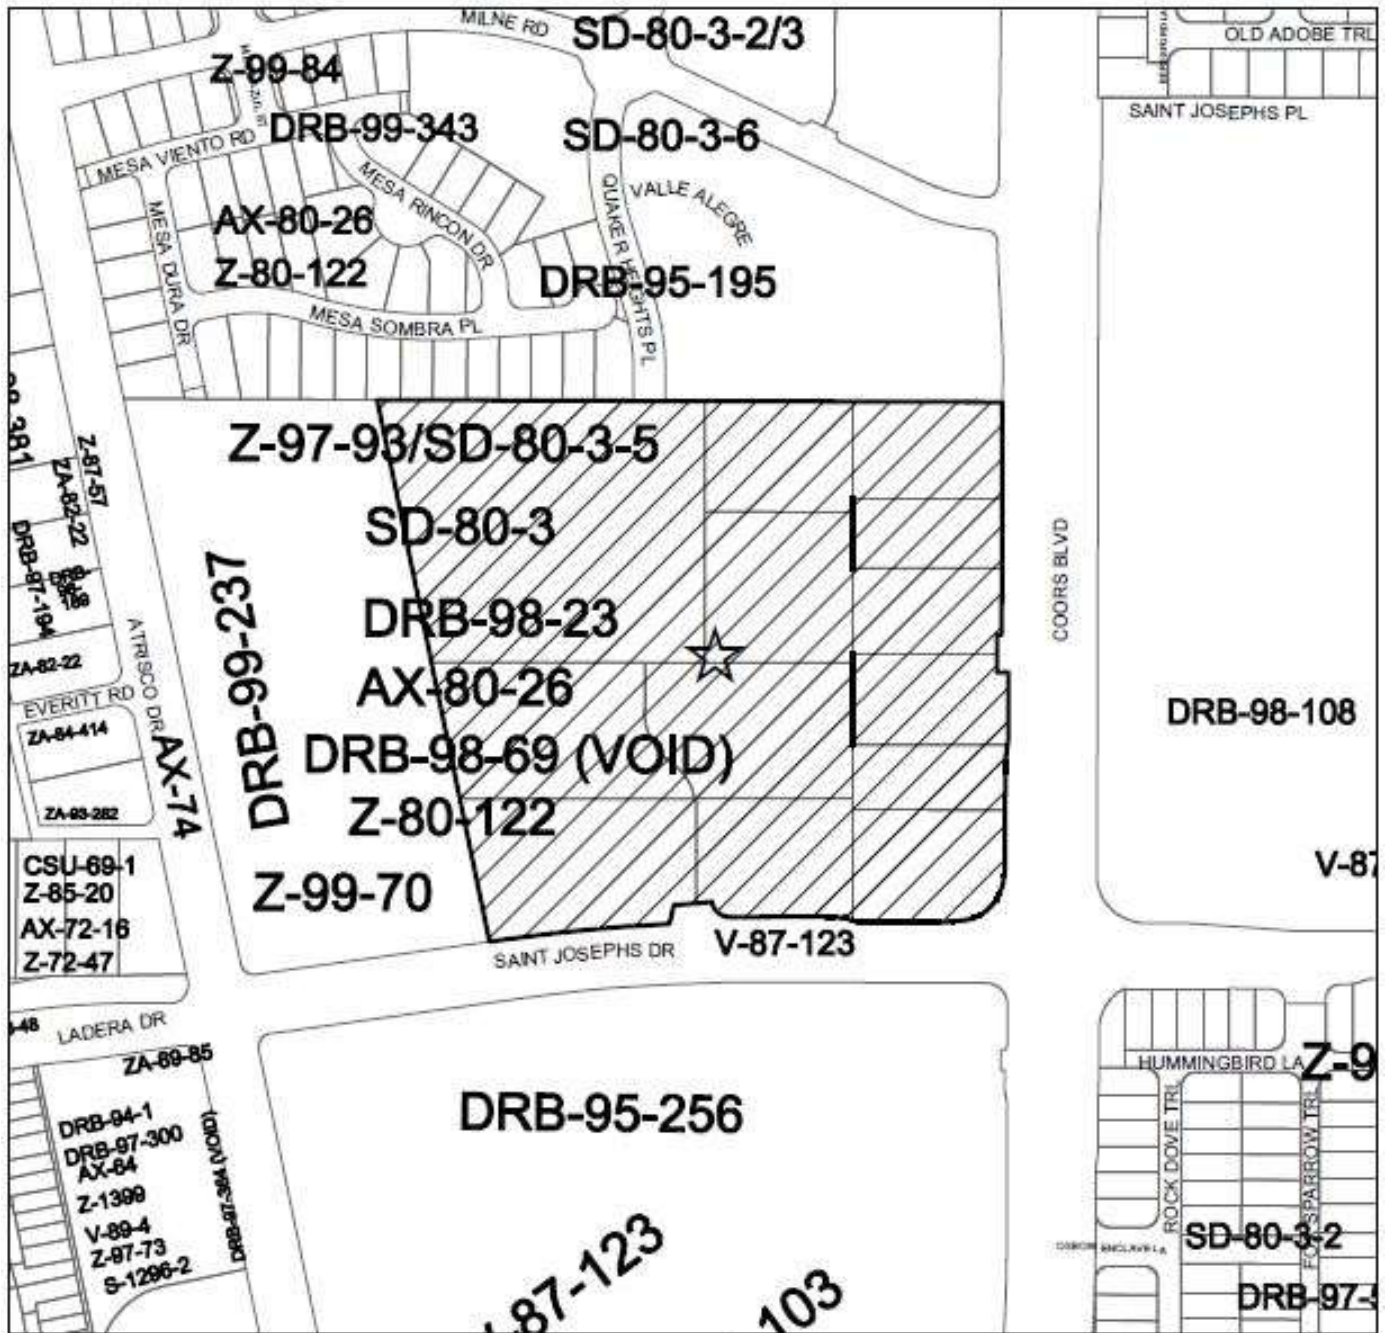 MILNE RD
SD-80-3-2/3
OLD ADOBE TRL
Z-99-84
SAINT JOSEPHS PL
DRB-99-343
SD-80-3-6
MESA VIENTO RD
MESA RINCON DR
QUAKER HEIGHTS PL
VALLE ALEGRE
AX-80-26
MESA DURA DR
Z-80-122
DRB-95-195
MESA SOMBRA PL
Z-97-93/SD-80-3-5
Z-87-57
ZA-82-22
SD-80-3
DRB-97-194
DRB-99-237
COORS BLVD
DRB-98-23
ATRISCO DR
ZA-82-22
AX-80-26
EVERITT RD
DRB-98-108
ZA-84-414
AX-74
DRB-98-69 (VOID)
ZA-93-282
Z-80-122
CSU-69-1
Z-85-20
Z-99-70
V-87
AX-72-16
Z-72-47
SAINT JOSEPHS DR
V-87-123
LADERA DR
ZA-69-85
HUMMINGBIRD LA
Z-9
DRB-95-256
DRB-94-1
DRB-97-300
AX-64
Z-1399
V-89-4
Z-97-73
S-1296-2
ROCK DOVE TRL
SD-80-3-2
-87-123
103
DRB-97-